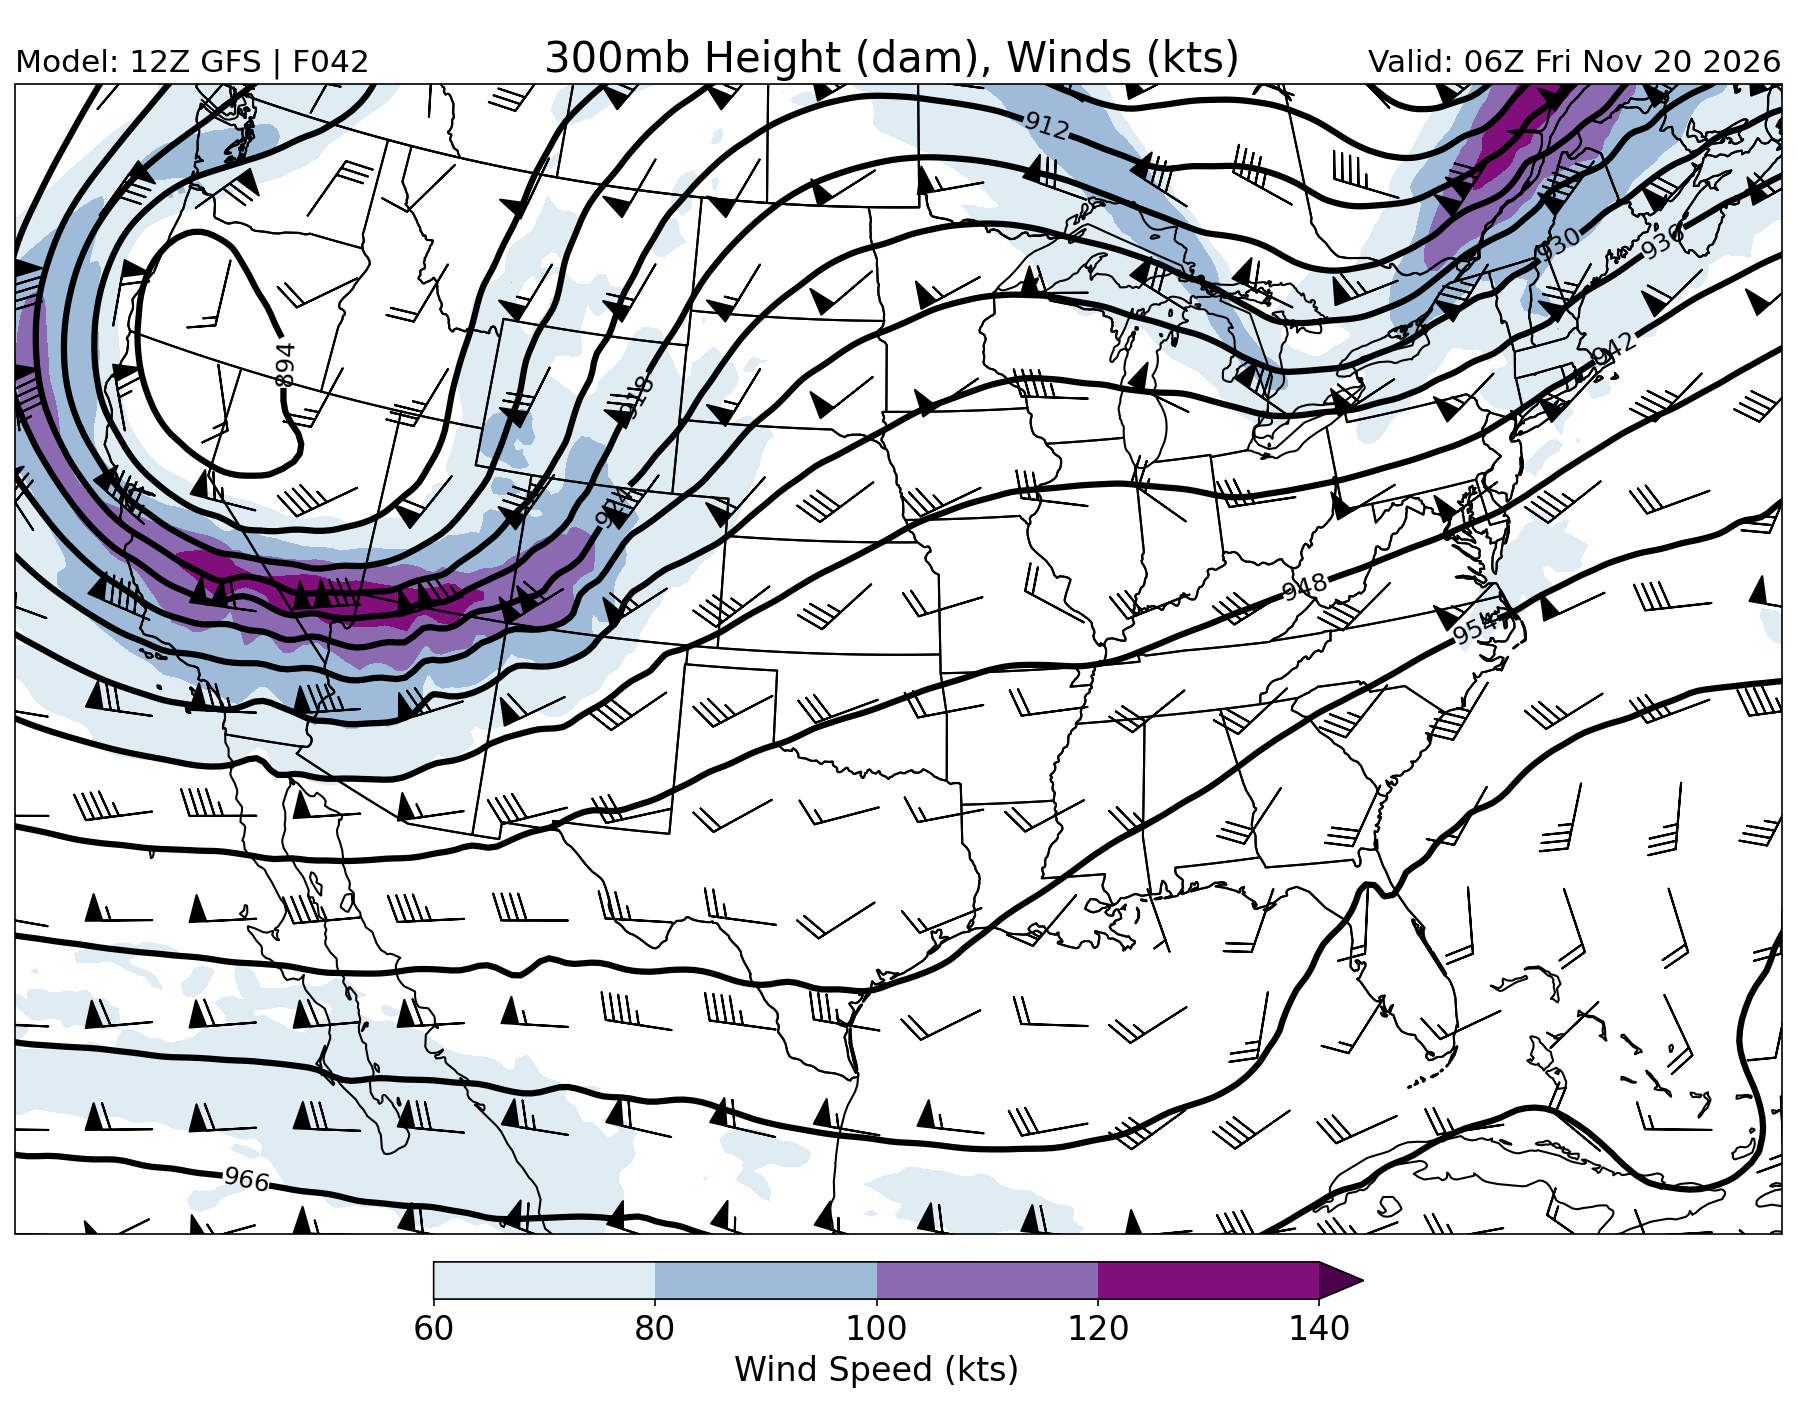 Model: 12Z GFS | F042
300mb Height (dam), Winds (kts)
Valid: 06Z Fri Nov 20 2026
912
930
936
894
918
942
948
954
966
60 80 100 120 140
Wind Speed (kts)